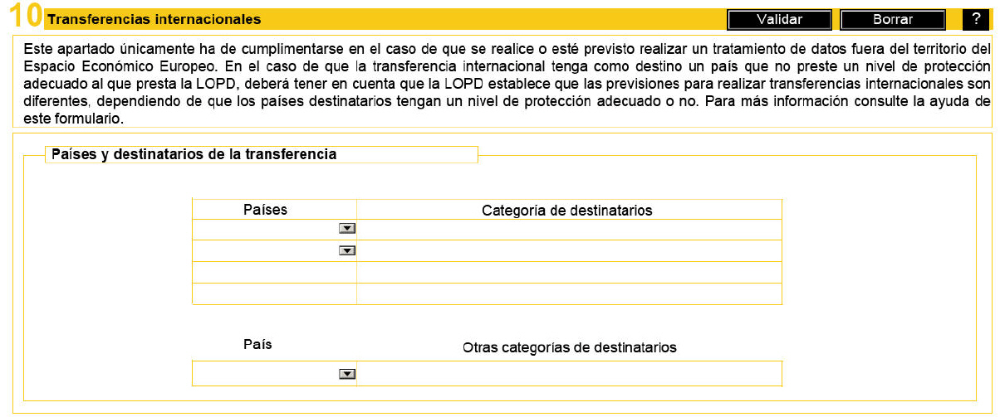 10 Transferencias internacionales Validar Borrar ?
Este apartado únicamente ha de cumplimentarse en el caso de que se realice o esté previsto realizar un tratamiento de datos fuera del territorio del
Espacio Económico Europeo. En el caso de que la transferencia internacional tenga como destino un país que no preste un nivel de protección
adecuado al que presta la LOPD, deberá tener en cuenta que la LOPD establece que las previsiones para realizar transferencias internacionales son
diferentes, dependiendo de que los países destinatarios tengan un nivel de protección adecuado o no. Para más información consulte la ayuda de
este formulario.
Países y destinatarios de la transferencia
Países Categoría de destinatarios
País Otras categorías de destinatarios